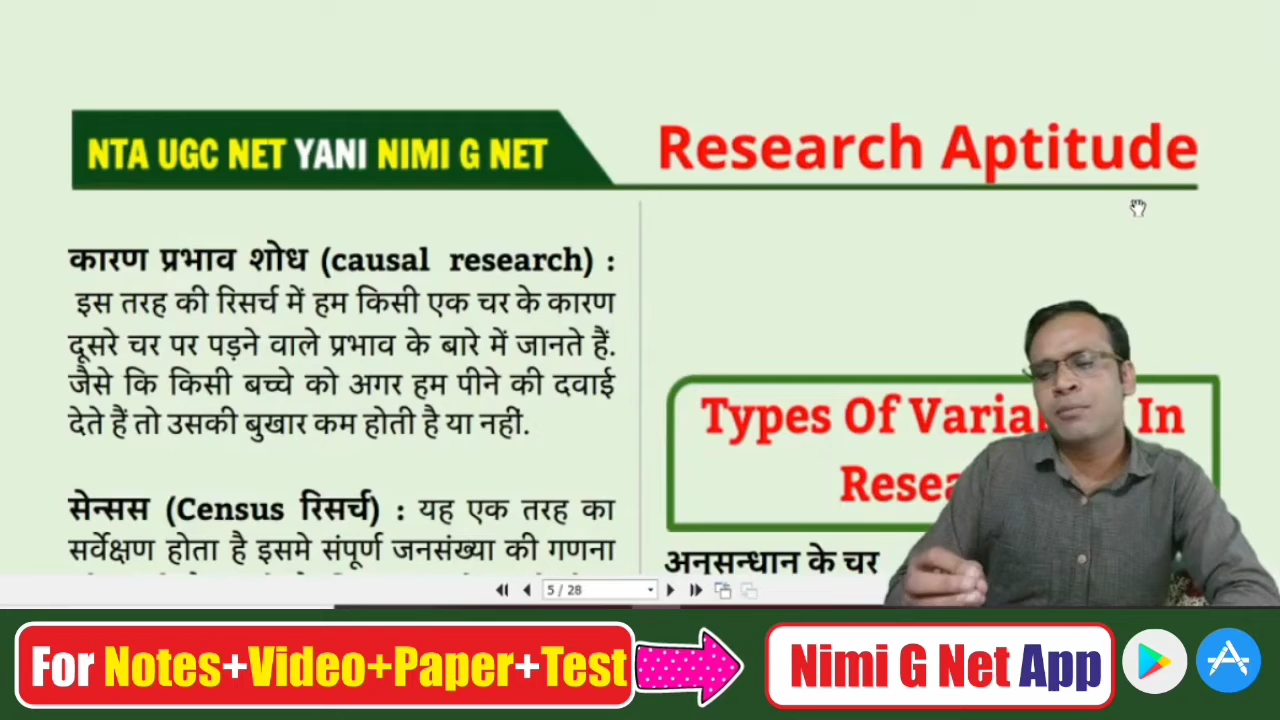 NTA UGC NET YANI NIMI G NET
Research Aptitude
कारण प्रभाव शोध (causal research) :
इस तरह की रिसर्च में हम किसी एक चर के कारण
दूसरे चर पर पड़ने वाले प्रभाव के बारे में जानते हैं.
जैसे कि किसी बच्चे को अगर हम पीने की दवाई
देते हैं तो उसकी बुखार कम होती है या नहीं.
सेन्सस (Census रिसर्च) : यह एक तरह का
सर्वेक्षण होता है इसमे संपूर्ण जनसंख्या की गणना
Types Of In
अनुसन्धान के चर
5 / 28
For Notes+Video+Paper+Test
Nimi G Net App